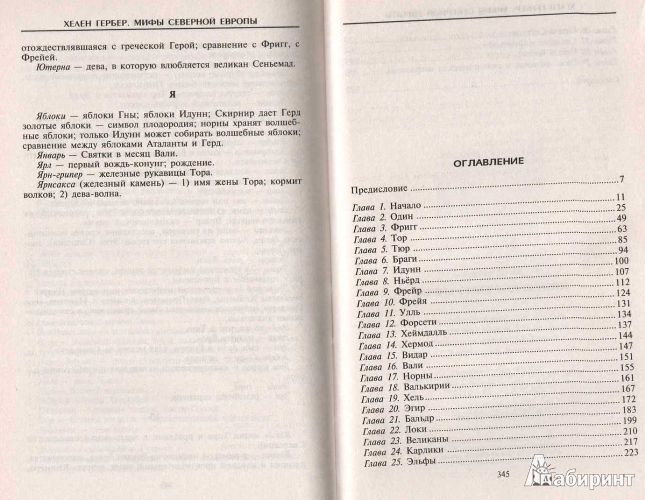 ХЕЛЕН ГЕРБЕР. МИФЫ СЕВЕРНОЙ ЕВРОПЫ
отождествлявшаяся с греческой Герой; сравнение с Фригг, с
Фрейей.
Ютерна — дева, в которую влюбляется великан Сеньемад.
Я
Яблоки — яблоки Гны; яблоки Идунн; Скирнир дает Герд
золотые яблоки — символ плодородия; норны хранят волшеб-
ные яблоки; только Идунн может собирать волшебные яблоки;
сравнение между яблоками Аталанты и Герд.
Январь — Святки в месяц Вали.
Ярл — первый вождь-конунг; рождение.
Ярн-грипер — железные рукавицы Тора.
Ярнсакса (железный камень) — 1) имя жены Тора; кормит
волков; 2) дева-волна.
ОГЛАВЛЕНИЕ
Предисловие 7
Глава 1. Начало 11
Глава 2. Один 25
Глава 3. Фригг 49
Глава 4. Тор 63
Глава 5. Тюр 85
Глава 6. Браги 94
Глава 7. Идунн 100
Глава 8. Ньёрд 107
Глава 9. Фрейр 112
Глава 10. Фрейя 124
Глава 11. Улль 131
Глава 12. Форсети 134
Глава 13. Хеймдалль 137
Глава 14. Хермод 144
Глава 15. Видар 147
Глава 16. Вали 151
Глава 17. Норны 155
Глава 18. Валькирии 161
Глава 19. Хель 167
Глава 20. Эгир 172
Глава 21. Бальдр 183
Глава 22. Локи 199
Глава 23. Великаны 210
Глава 24. Карлики 217
Глава 25. Эльфы 223
345
Лабиринт